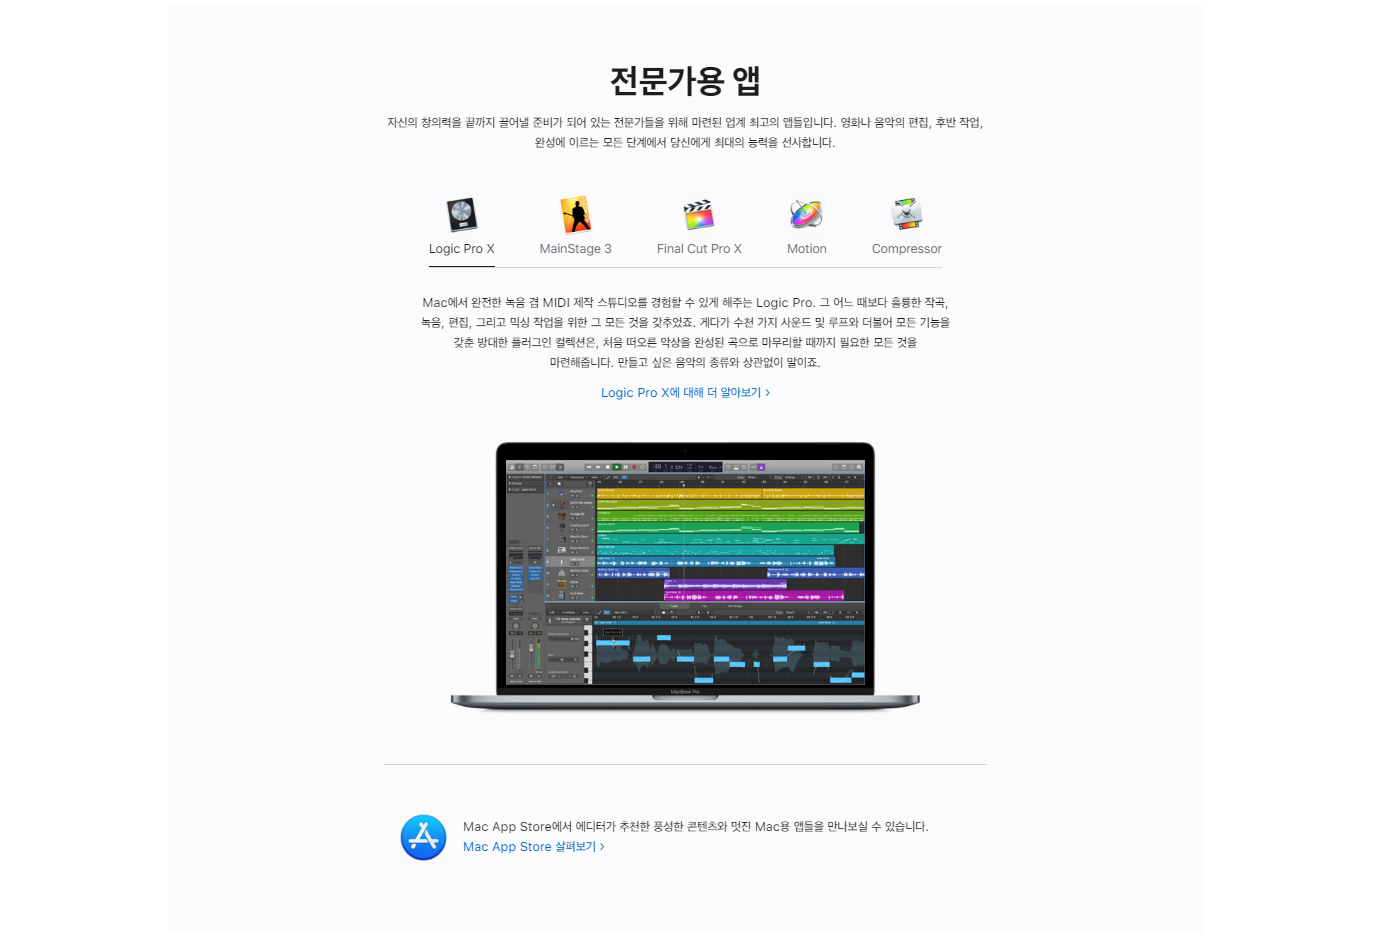 전문가용 앱
자신의 창의력을 끝까지 끌어낼 준비가 되어 있는 전문가들을 위해 마련된 업계 최고의 앱들입니다. 영화나 음악의 편집, 후반 작업,
완성에 이르는 모든 단계에서 당신에게 최대의 능력을 선사합니다.
Logic Pro X
MainStage 3
Final Cut Pro X
Motion
Compressor
Mac에서 완전한 녹음 겸 MIDI 제작 스튜디오를 경험할 수 있게 해주는 Logic Pro. 그 어느 때보다 훌륭한 작곡,
녹음, 편집, 그리고 믹싱 작업을 위한 그 모든 것을 갖추었죠. 게다가 수천 가지 사운드 및 루프와 더불어 모든 기능을
갖춘 방대한 플러그인 컬렉션은, 처음 떠오른 악상을 완성된 곡으로 마무리할 때까지 필요한 모든 것을
마련해줍니다. 만들고 싶은 음악의 종류와 상관없이 말이죠.
Logic Pro X에 대해 더 알아보기 >
MacBook Pro
Mac App Store에서 에디터가 추천한 풍성한 콘텐츠와 멋진 Mac용 앱들을 만나보실 수 있습니다.
Mac App Store 살펴보기 >